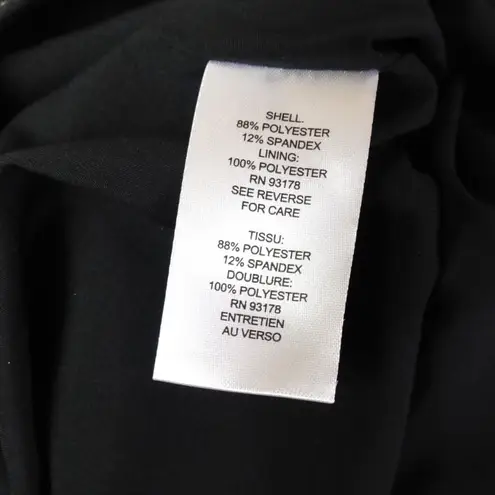 SHELL.
88% POLYESTER
12% SPANDEX
LINING:
100% POLYESTER
RN 93178
SEE REVERSE
FOR CARE
TISSU:
88% POLYESTER
12% SPANDEX
DOUBLURE:
100% POLYESTER
RN 93178
ENTRETIEN
AU VERSO